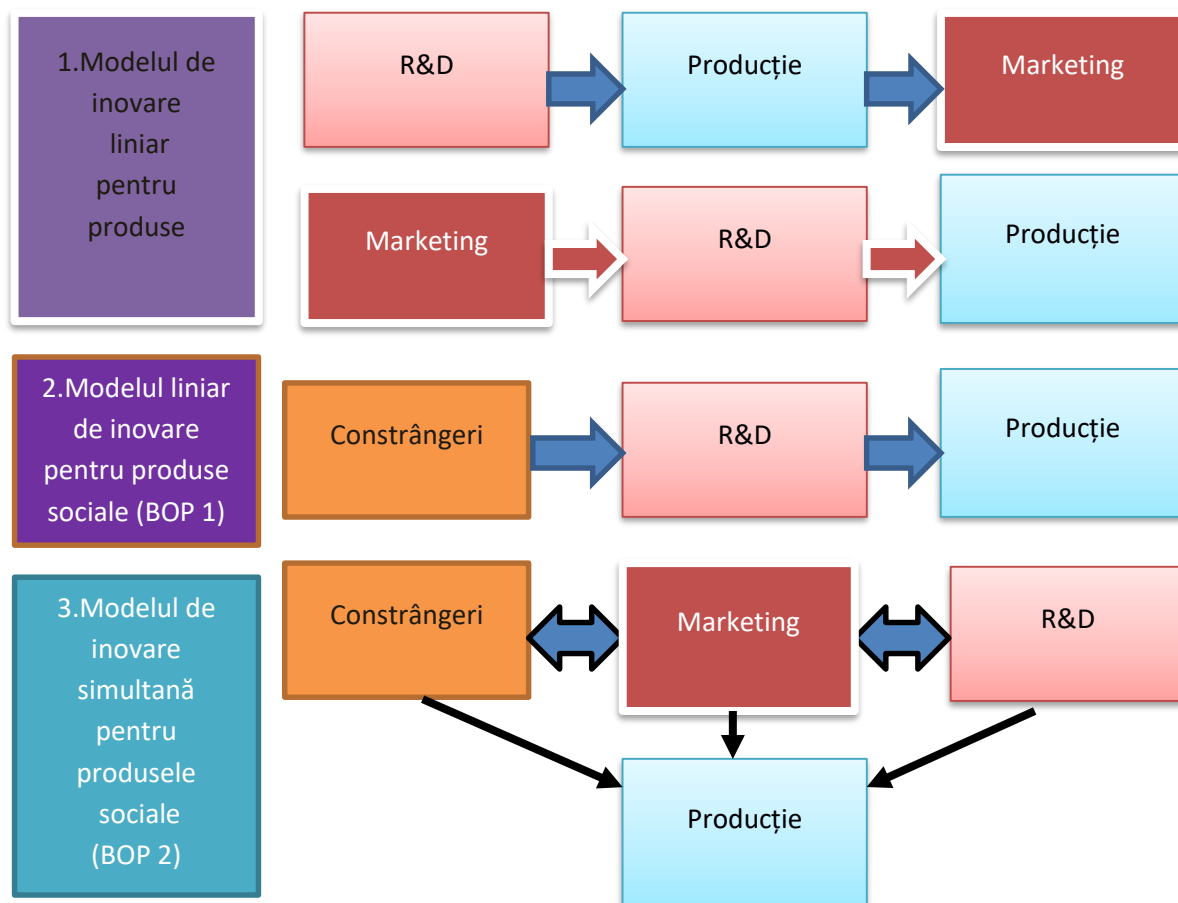 1.Modelul de
inovare
liniar
pentru
produse
R&D
Producție
Marketing
Marketing
R&D
Producție
2.Modelul liniar
de inovare
pentru produse
sociale (BOP 1)
Constrângeri
R&D
Producție
3.Modelul de
inovare
simultană
pentru
produsele
sociale
(BOP 2)
Constrângeri
Marketing
R&D
Producție